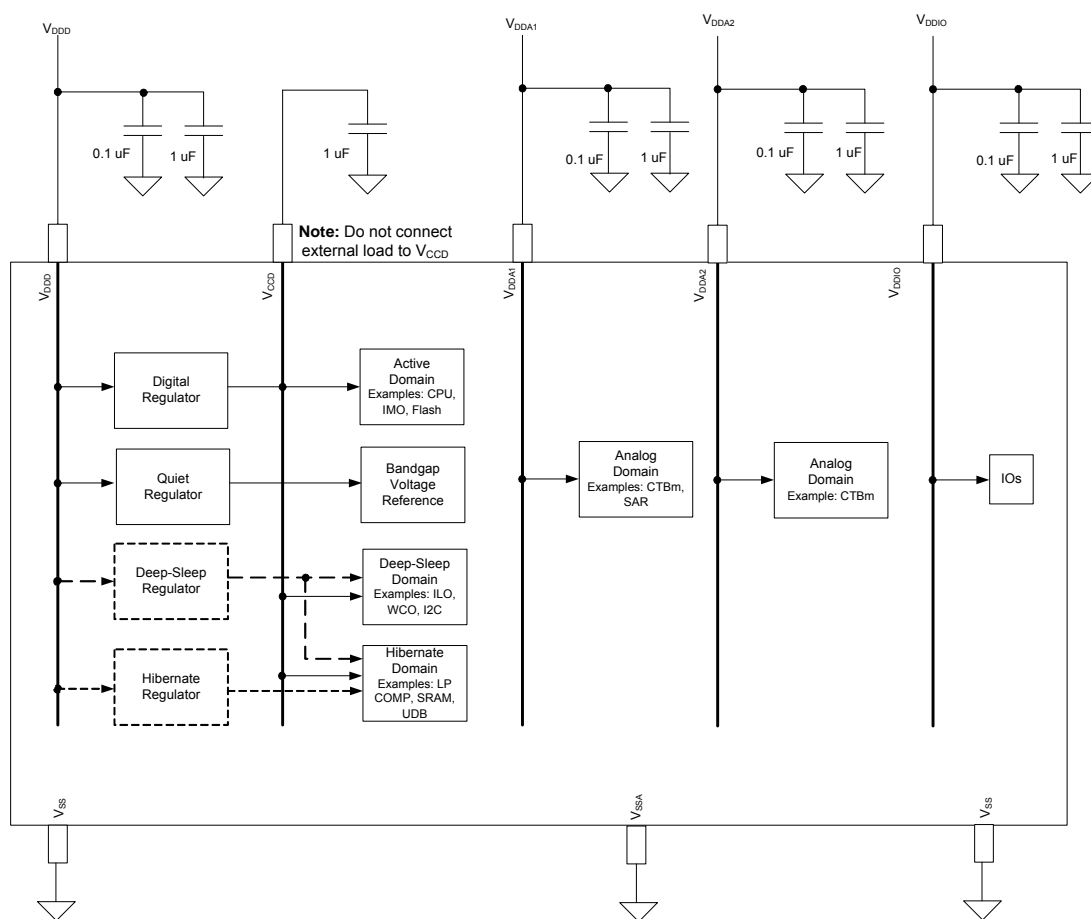 VDDD
VDDA1
VDDA2
VDDIO
0.1 uF
1 uF
1 uF
0.1 uF
1 uF
0.1 uF
1 uF
0.1 uF
1 uF
Note: Do not connect
external load to VCCD
VDDD
VCCD
VDDA1
VDDA2
VDDIO
Digital
Regulator
Active
Domain
Examples: CPU,
IMO, Flash
Quiet
Regulator
Bandgap
Voltage
Reference
Analog
Domain
Examples: CTBm,
SAR
Analog
Domain
Example: CTBm
IOs
Deep-Sleep
Regulator
Deep-Sleep
Domain
Examples: ILO,
WCO, I2C
Hibernate
Regulator
Hibernate
Domain
Examples: LP
COMP, SRAM,
UDB
VSS
VSSA
VSS